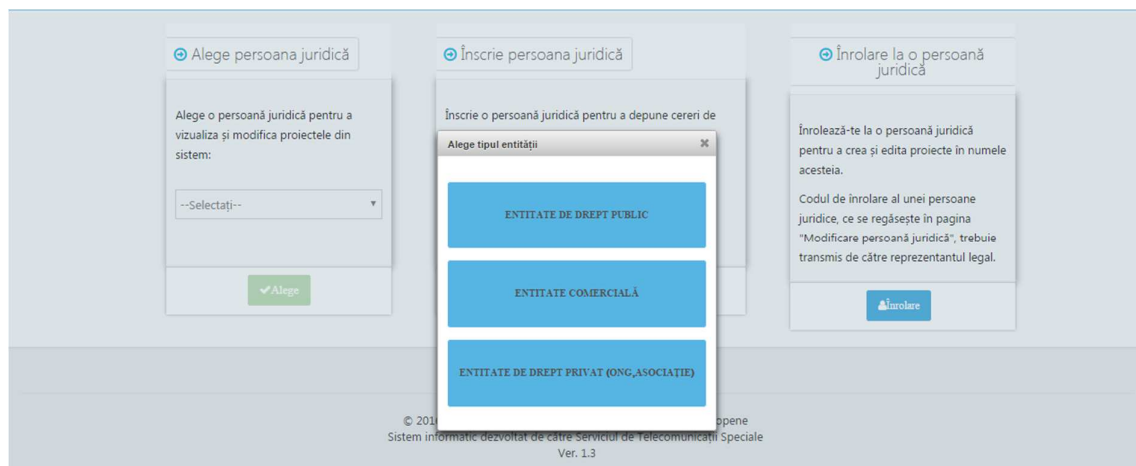 Alege persoana juridică
Alege o persoană juridică pentru a
vizualiza și modifica proiectele din
sistem:
--Selectați--
Alege
Înscrie persoana juridică
Înscrie o persoană juridică pentru a depune cereri de
Alege tipul entității
ENTITATE DE DREPT PUBLIC
ENTITATE COMERCIALĂ
ENTITATE DE DREPT PRIVAT (ONG,ASOCIAȚIE)
Înrolare la o persoană
juridică
Înrolează-te la o persoană juridică
pentru a crea și edita proiecte în numele
acesteia.
Codul de înrolare al unei persoane
juridice, ce se regăsește în pagina
"Modificare persoană juridică", trebuie
transmis de către reprezentantul legal.
Înrolare
© 201 opene
Sistem informatic dezvoltat de către Serviciul de Telecomunicații Speciale
Ver. 1.3